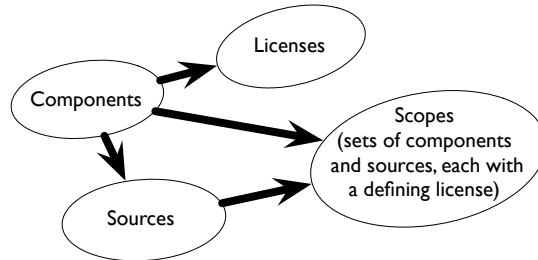 Licenses
Components
Scopes
(sets of components
and sources, each with
a defining license)
Sources